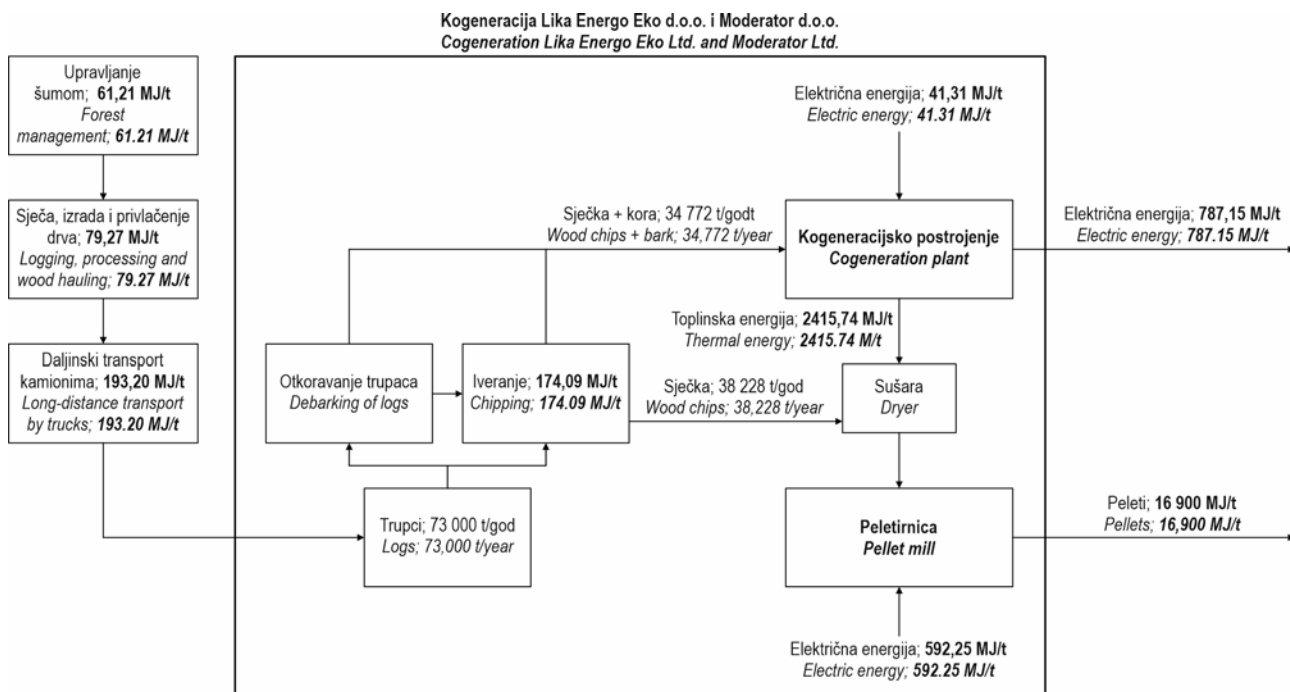 Kogeneracija Lika Energo Eko d.o.o. i Moderator d.o.o.
Cogeneration Lika Energo Eko Ltd. and Moderator Ltd.
Upravljanje
šumom; 61,21 MJ/t
Forest
management; 61.21 MJ/t
Sječa, izrada i privlačenje
drva; 79,27 MJ/t
Logging, processing and
wood hauling; 79.27 MJ/t
Daljinski transport
kamionima; 193,20 MJ/t
Long-distance transport
by trucks; 193.20 MJ/t
Električna energija; 41,31 MJ/t
Electric energy; 41.31 MJ/t
Sječka + kora; 34 772 t/godt
Wood chips + bark; 34,772 t/year
Kogeneracijsko postrojenje
Cogeneration plant
Električna energija; 787,15 MJ/t
Electric energy; 787.15 MJ/t
Toplinska energija; 2415,74 MJ/t
Thermal energy; 2415.74 M/t
Otkoravanje trupaca
Debarking of logs
Iveranje; 174,09 MJ/t
Chipping; 174.09 MJ/t
Sječka; 38 228 t/god
Wood chips; 38,228 t/year
Sušara
Dryer
Trupci; 73 000 t/god
Logs; 73,000 t/year
Peletirnica
Pellet mill
Peleti; 16 900 MJ/t
Pellets; 16,900 MJ/t
Električna energija; 592,25 MJ/t
Electric energy; 592.25 MJ/t